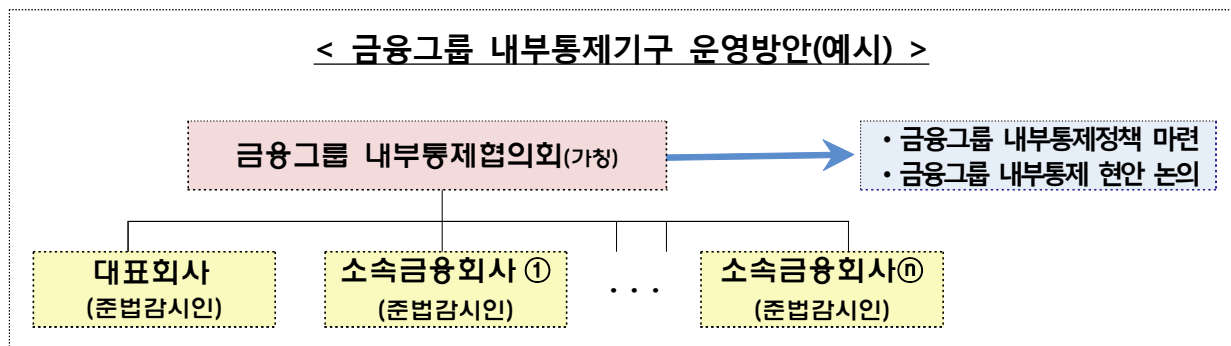 < 금융그룹 내부통제기구 운영방안(예시) >
금융그룹 내부통제협의회(가칭)
・금융그룹 내부통제정책 마련
・금융그룹 내부통제 현안 논의
대표회사
(준법감시인)
소속금융회사 ①
(준법감시인)
· · ·
소속금융회사ⓝ
(준법감시인)